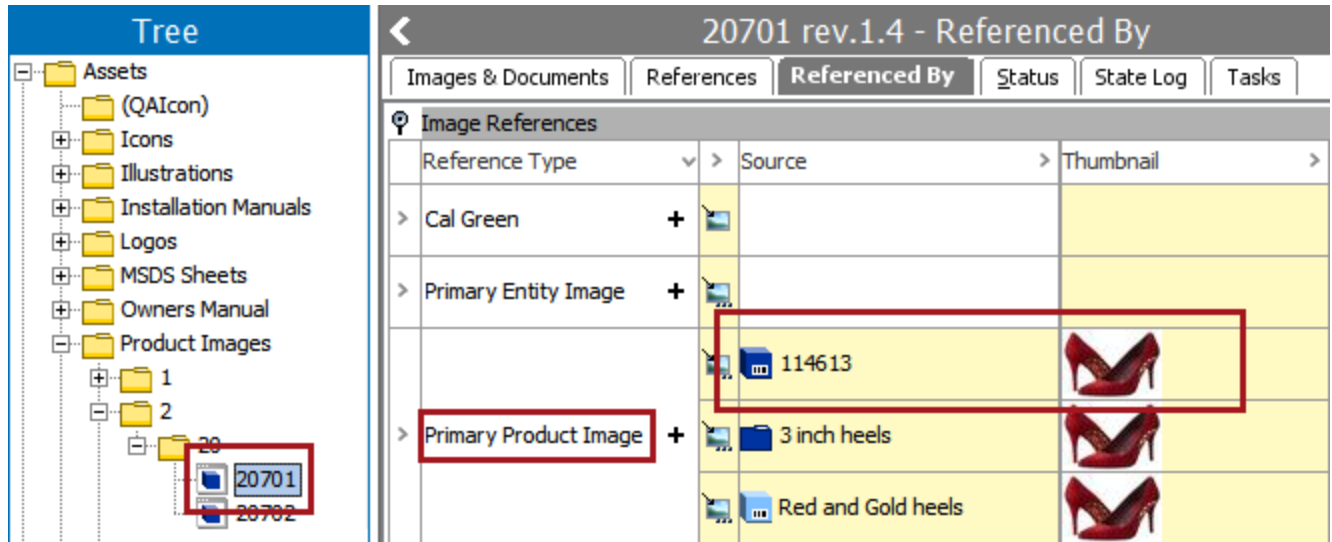 Tree
Assets
(QAIcon)
Icons
Illustrations
Installation Manuals
Logos
MSDS Sheets
Owners Manual
Product Images
1
2
20
20701
20702
20701 rev.1.4 - Referenced By
Images & Documents References Referenced By Status State Log Tasks
Image References
Reference Type > Source > Thumbnail >
> Cal Green +
> Primary Entity Image +
114613
> Primary Product Image + 3 inch heels
Red and Gold heels